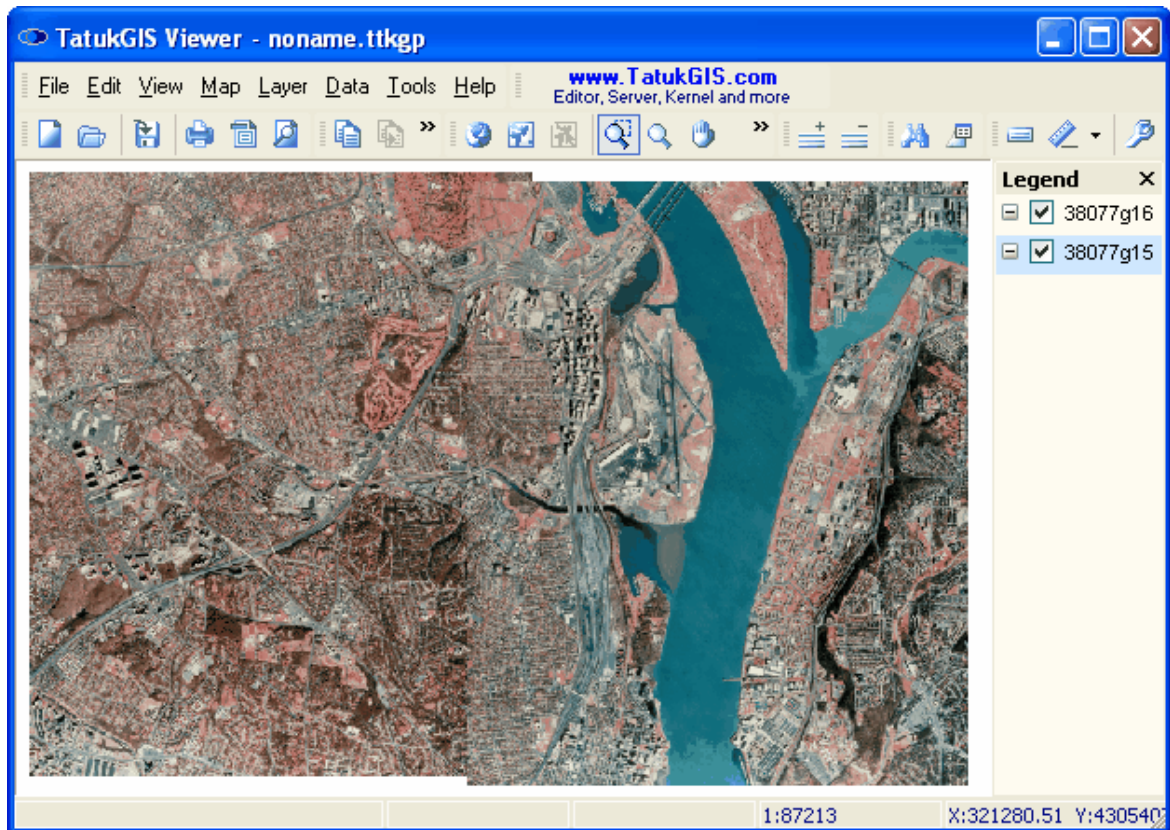 TatukGIS Viewer - noname.ttkgp
File Edit View Map Layer Data Tools Help
www.TatukGIS.com
Editor, Server, Kernel and more
Legend
38077g16
38077g15
1:87213
X:321280.51 Y:430540